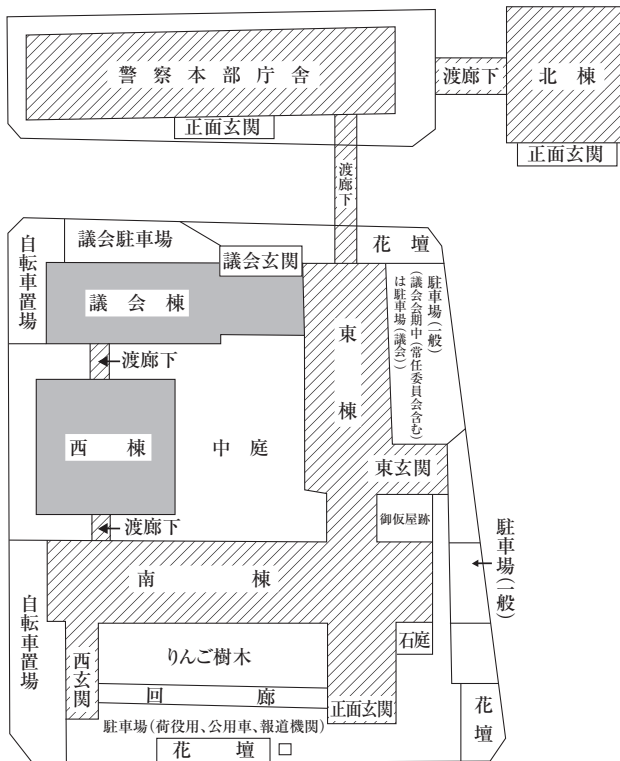 警察本部庁舎
渡廊下
北棟
正面玄関
正面玄関
渡廊下
自転車置場
議会駐車場
議会玄関
花壇
議会棟
東棟
駐車場(一般)
(議会会期中(常任委員会含む)
は駐車場(議会))
渡廊下
西棟
中庭
東玄関
御仮屋跡
渡廊下
駐車場(一般)
南棟
自転車置場
西玄関
りんご樹木
石庭
回廊
正面玄関
花壇
駐車場(荷役用、公用車、報道機関)
花壇